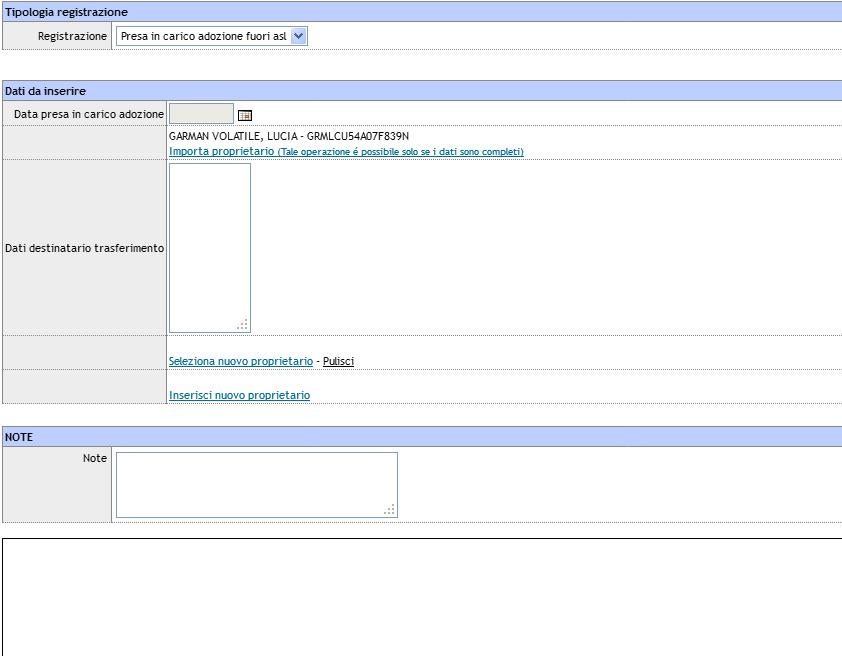 Tipologia registrazione
Registrazione Presa in carico adozione fuori asl
Dati da inserire
Data presa in carico adozione
GARMAN VOLATILE, LUCIA - GRMLCU54A07F839N
Importa proprietario (Tale operazione é possibile solo se i dati sono completi)
Dati destinatario trasferimento
Seleziona nuovo proprietario - Pulisci
Inserisci nuovo proprietario
NOTE
Note